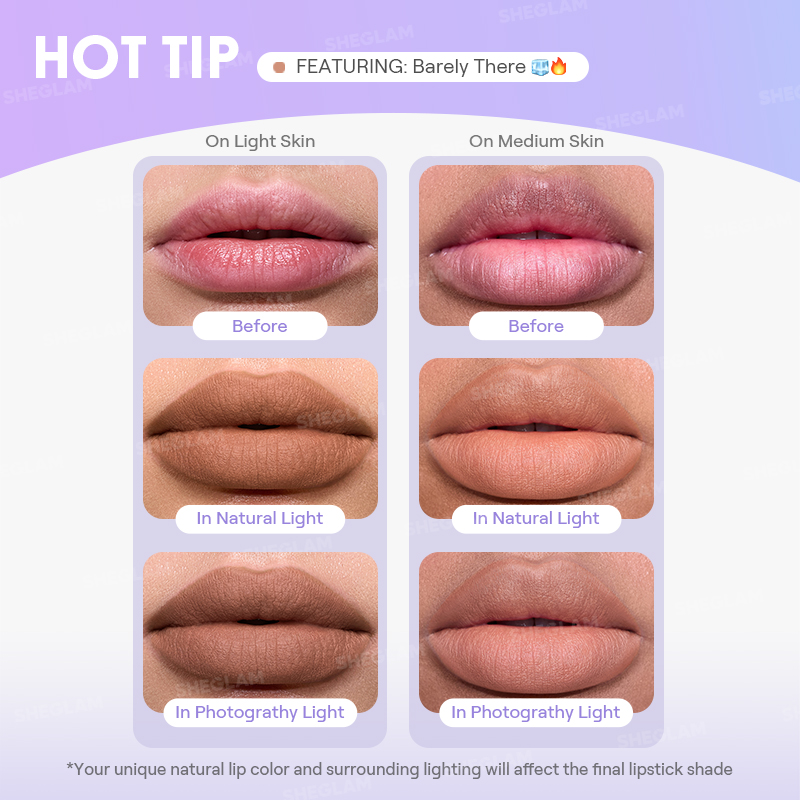 HOT TIP
FEATURING: Barely There 🧊🔥
On Light Skin
On Medium Skin
Before
Before
In Natural Light
In Natural Light
In Photograthy Light
In Photograthy Light
*Your unique natural lip color and surrounding lighting will affect the final lipstick shade
SHEGLAM